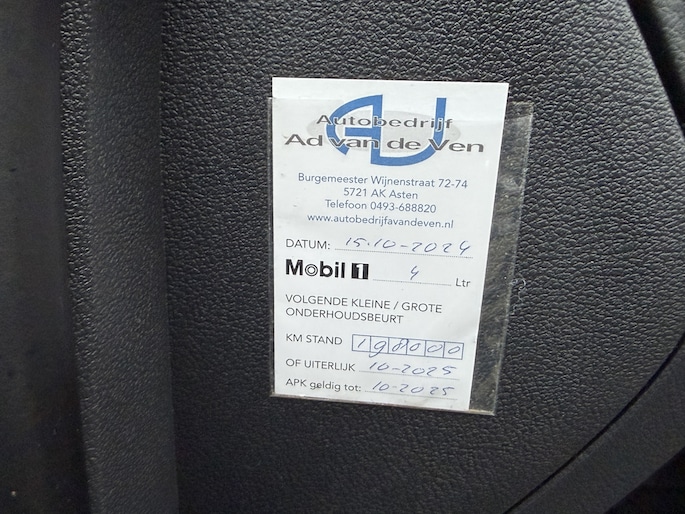 Autobedrijf
Ad van de Ven
Burgemeester Wijnenstraat 72-74
5721 AK Asten
Telefoon 0493-688820
www.autobedrijfavandeven.nl
DATUM: 15-10-2024
Mobil 1 4 Ltr
VOLGENDE KLEINE / GROTE
ONDERHOUDSBEURT
KM STAND 198000
OF UITERLIJK 10-2025
APK geldig tot: 10-2025